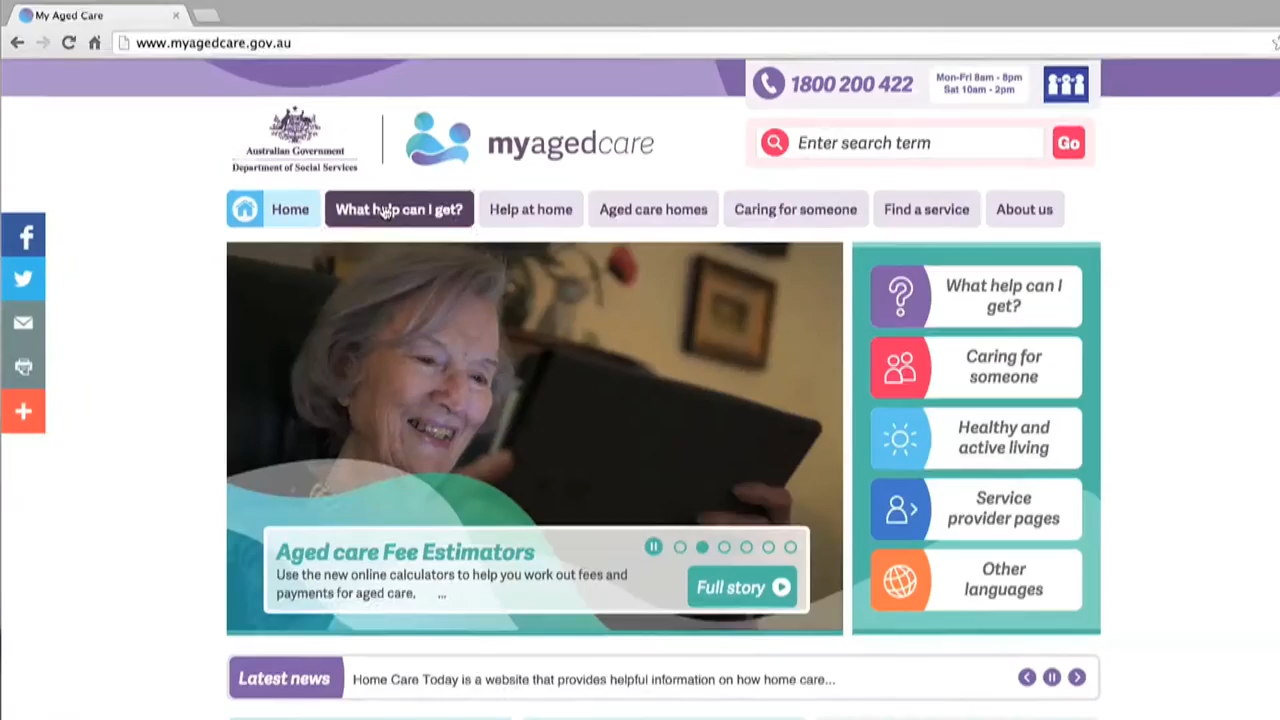 My Aged Care
www.myagedcare.gov.au
1800 200 422
Mon-Fri 8am - 8pm
Sat 10am - 2pm
Australian Government
Department of Social Services
myagedcare
Enter search term
Go
Home
What help can I get?
Help at home
Aged care homes
Caring for someone
Find a service
About us
What help can I
get?
Caring for
someone
Healthy and
active living
Service
provider pages
Other
languages
Aged care Fee Estimators
Use the new online calculators to help you work out fees and
payments for aged care. ...
Full story
Latest news
Home Care Today is a website that provides helpful information on how home care...